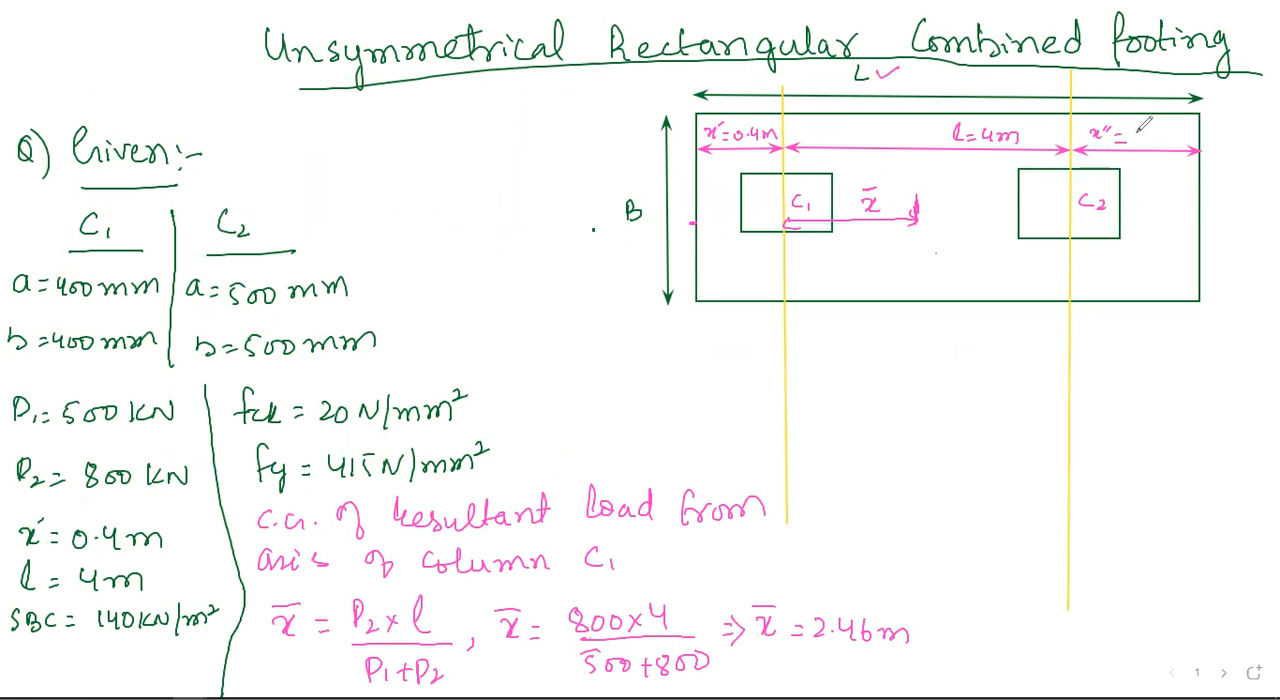 Unsymmetrical Rectangular Combined footing
L ✓
x'=0.4m l=4m x''=
Q) Given:-
C1 C2
B C1 x̄ C2
a=400mm a=500mm
b=400mm b=500mm
P1=500KN fck=20N/mm²
P2=800KN fy=415N/mm²
x'=0.4m C.G. of Resultant Load from
l=4m axis of column C1
SBC=140KN/m² x̄ = P2×l / P1+P2 , x̄ = 800×4 / 500+800 => x̄ = 2.46m
< 1 >